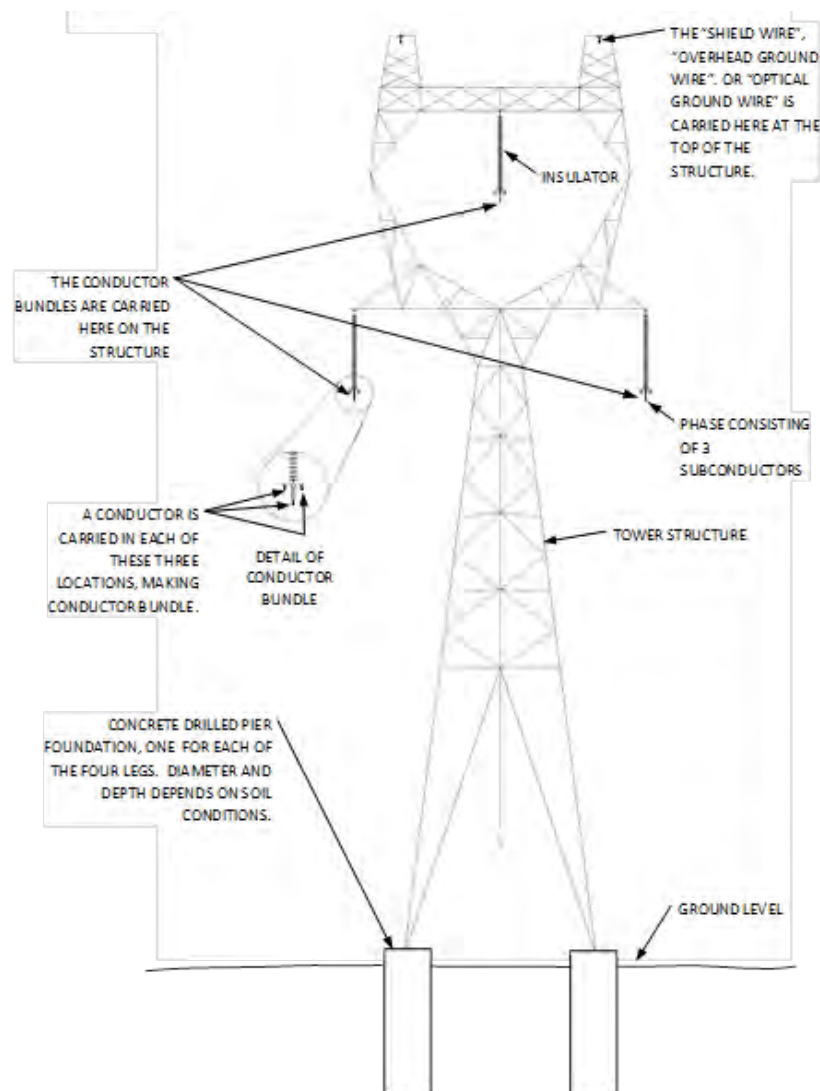 THE "SHIELD WIRE",
"OVERHEAD GROUND
WIRE". OR "OPTICAL
GROUND WIRE" IS
CARRIED HERE AT THE
TOP OF THE
STRUCTURE.
INSULATOR
THE CONDUCTOR
BUNDLES ARE CARRIED
HERE ON THE
STRUCTURE
PHASE CONSISTING
OF 3
SUBCONDUCTORS
A CONDUCTOR IS
CARRIED IN EACH OF
THESE THREE
LOCATIONS, MAKING
CONDUCTOR BUNDLE.
DETAIL OF
CONDUCTOR
BUNDLE
TOWER STRUCTURE
CONCRETE DRILLED PIER
FOUNDATION, ONE FOR EACH OF
THE FOUR LEGS. DIAMETER AND
DEPTH DEPENDS ON SOIL
CONDITIONS.
GROUND LEVEL